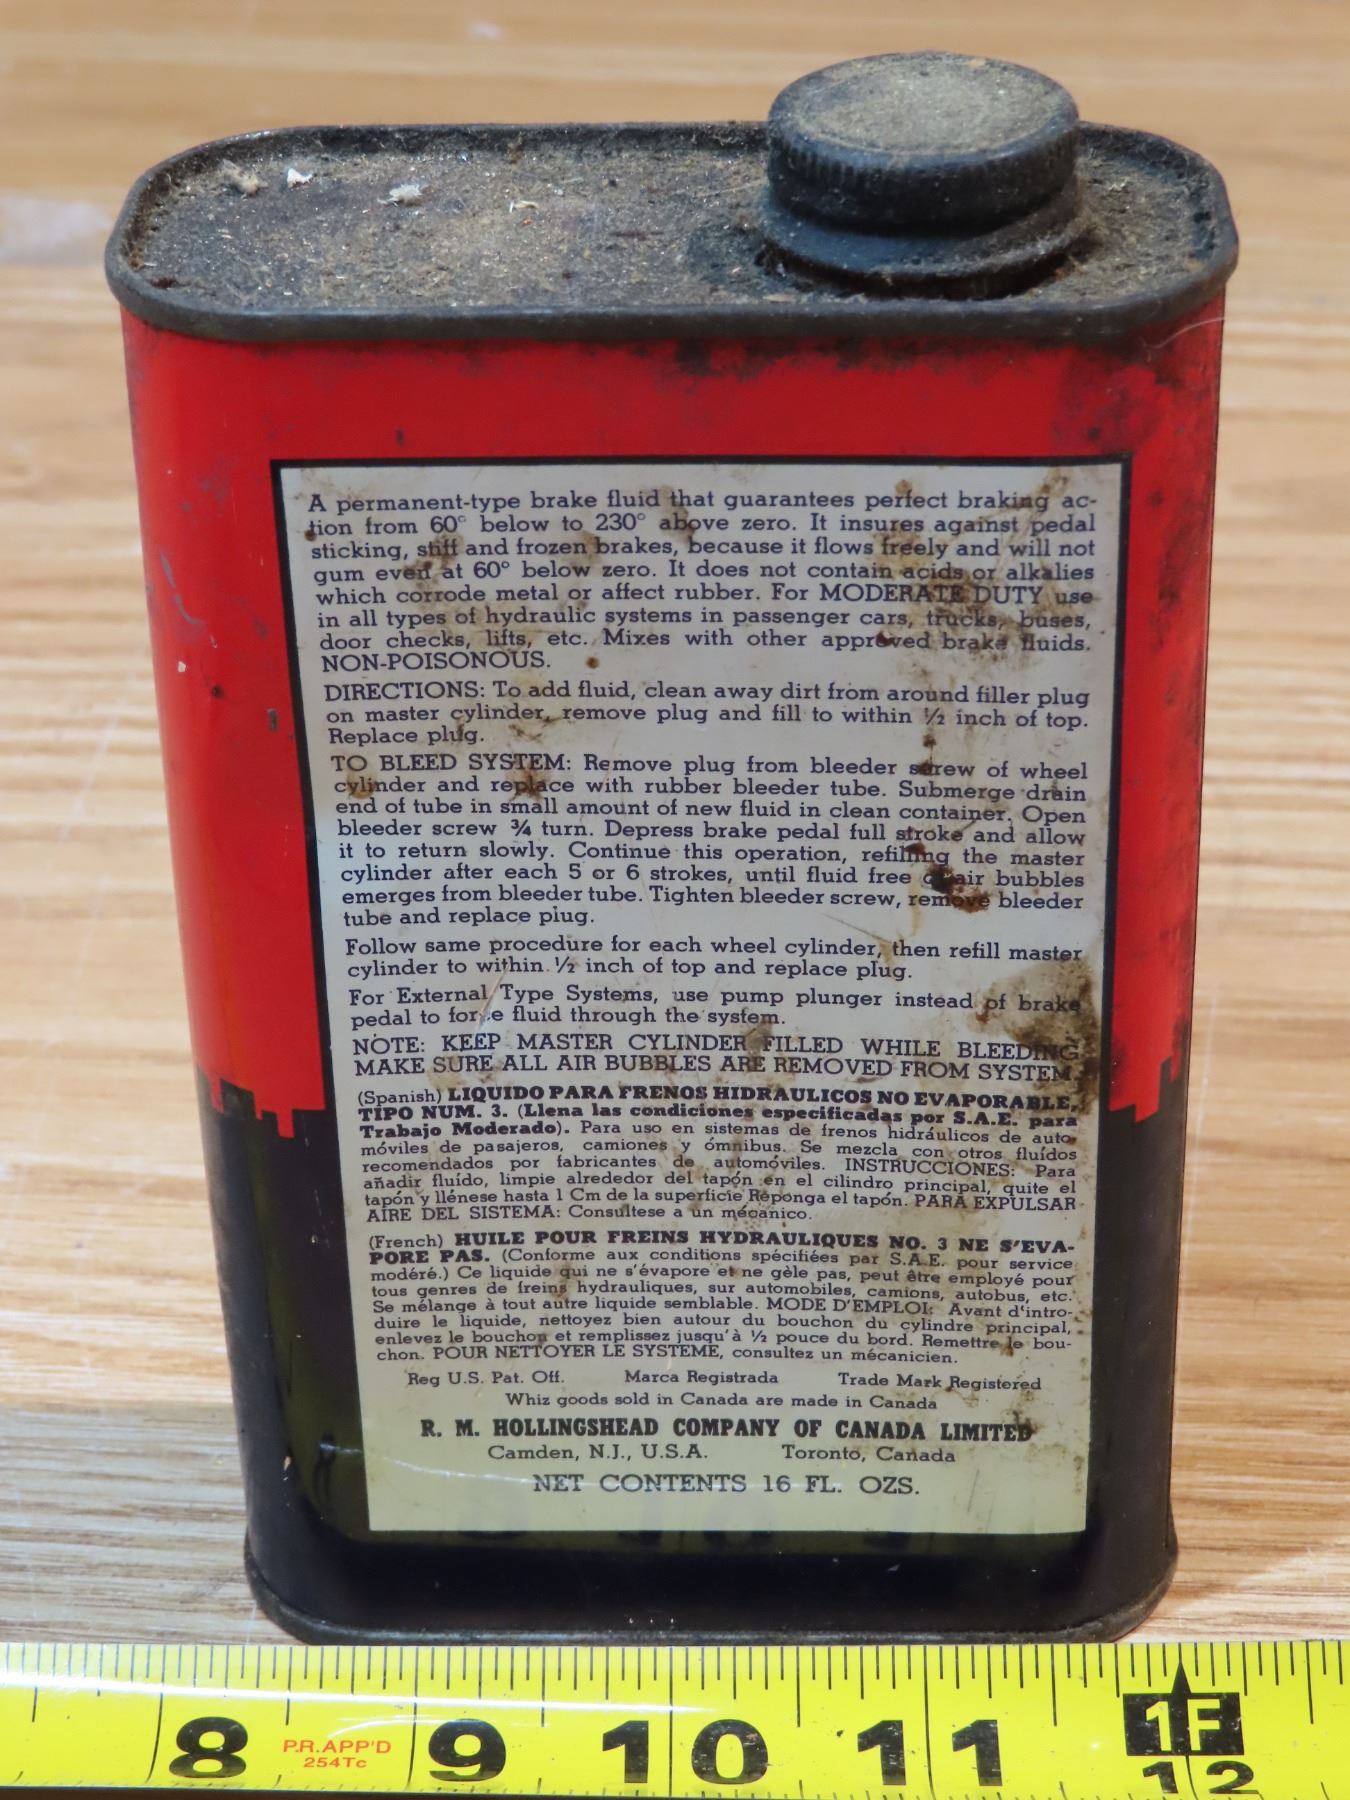 A permanent-type brake fluid that guarantees perfect braking ac-
tion from 60° below to 230° above zero. It insures against pedal
sticking, stiff and frozen brakes, because it flows freely and will not
gum even at 60° below zero. It does not contain acids or alkalies
which corrode metal or affect rubber. For MODERATE DUTY use
in all types of hydraulic systems in passenger cars, trucks, buses,
door checks, lifts, etc. Mixes with other approved brake fluids.
NON-POISONOUS.
DIRECTIONS: To add fluid, clean away dirt from around filler plug
on master cylinder, remove plug and fill to within ½ inch of top.
Replace plug.
TO BLEED SYSTEM: Remove plug from bleeder screw of wheel
cylinder and replace with rubber bleeder tube. Submerge drain
end of tube in small amount of new fluid in clean container. Open
bleeder screw ¾ turn. Depress brake pedal full stroke and allow
it to return slowly. Continue this operation, refilling the master
cylinder after each 5 or 6 strokes, until fluid free of air bubbles
emerges from bleeder tube. Tighten bleeder screw, remove bleeder
tube and replace plug.
Follow same procedure for each wheel cylinder, then refill master
cylinder to within ½ inch of top and replace plug.
For External Type Systems, use pump plunger instead of brake
pedal to force fluid through the system.
NOTE: KEEP MASTER CYLINDER FILLED WHILE BLEEDING
MAKE SURE ALL AIR BUBBLES ARE REMOVED FROM SYSTEM.
(Spanish) LIQUIDO PARA FRENOS HIDRAULICOS NO EVAPORABLE,
TIPO NUM. 3. (Llena las condiciones especificadas por S.A.E. para
Trabajo Moderado). Para uso en sistemas de frenos hidráulicos de auto-
móviles de pasajeros, camiones y ómnibus. Se mezcla con otros fluídos
recomendados por fabricantes de automóviles. INSTRUCCIONES: Para
añadir fluído, limpie alrededor del tapón en el cilindro principal, quite el
tapón y llénese hasta 1 Cm de la superficie Reponga el tapón. PARA EXPULSAR
AIRE DEL SISTEMA: Consultese a un mécanico.
(French) HUILE POUR FREINS HYDRAULIQUES NO. 3 NE S'EVA-
PORE PAS. (Conforme aux conditions spécifiées par S.A.E. pour service
modéré.) Ce liquide qui ne s'évapore et ne gèle pas, peut être employé pour
tous genres de freins hydrauliques, sur automobiles, camions, autobus, etc.
Se mélange à tout autre liquide semblable. MODE D'EMPLOI: Avant d'intro-
duire le liquide, nettoyez bien autour du bouchon du cylindre principal,
enlevez le bouchon et remplissez jusqu'à ½ pouce du bord. Remettre le bou-
chon. POUR NETTOYER LE SYSTEME, consultez un mécanicien.
Reg U.S. Pat. Off. Marca Registrada Trade Mark Registered
Whiz goods sold in Canada are made in Canada
R. M. HOLLINGSHEAD COMPANY OF CANADA LIMITED
Camden, N.J., U.S.A. Toronto, Canada
NET CONTENTS 16 FL. OZS.
8 P.R. APP'D 9 10 11 1F
254Tc 12